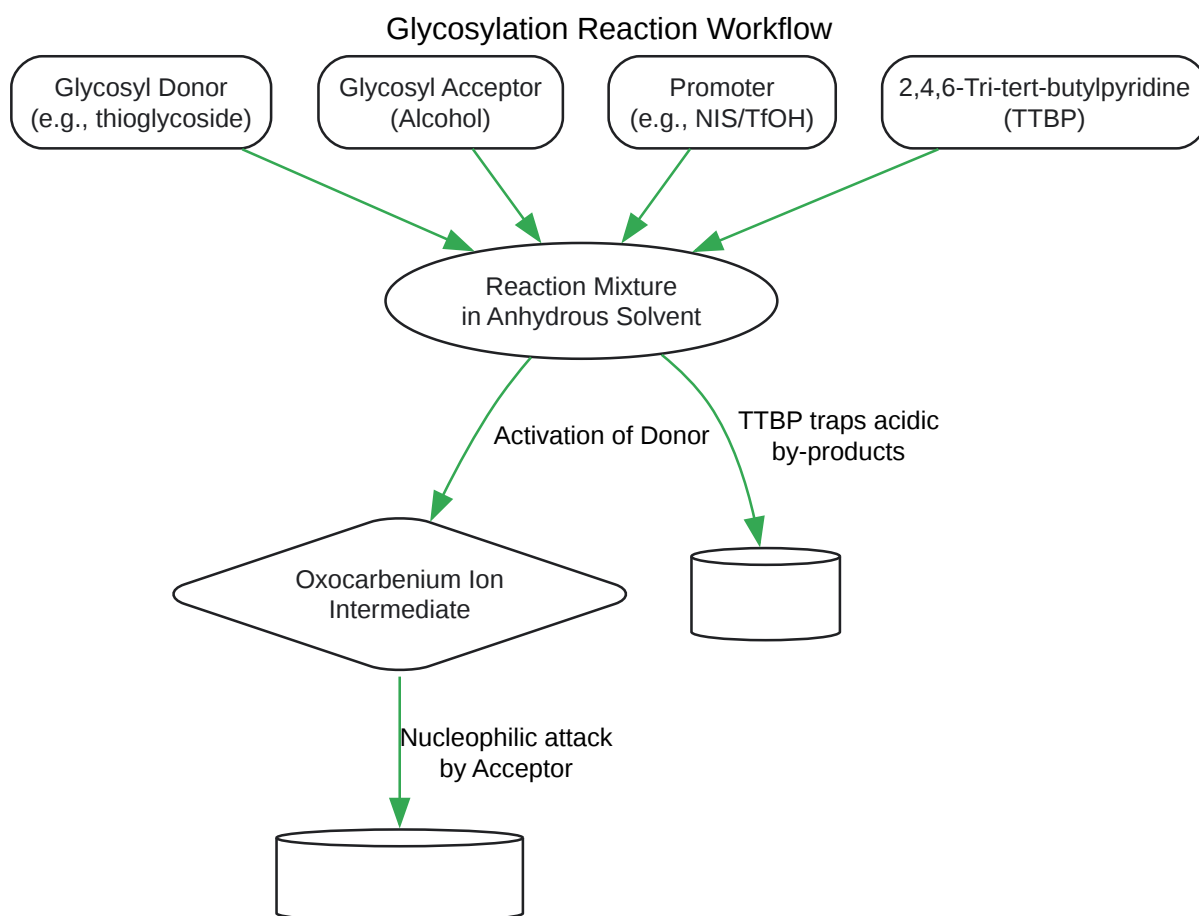 Glycosylation Reaction Workflow
Glycosyl Donor
(e.g., thioglycoside)
Glycosyl Acceptor
(Alcohol)
Promoter
(e.g., NIS/TfOH)
2,4,6-Tri-tert-butylpyridine
(TTBP)
Reaction Mixture
in Anhydrous Solvent
Activation of Donor
TTBP traps acidic
by-products
Oxocarbenium Ion
Intermediate
Nucleophilic attack
by Acceptor